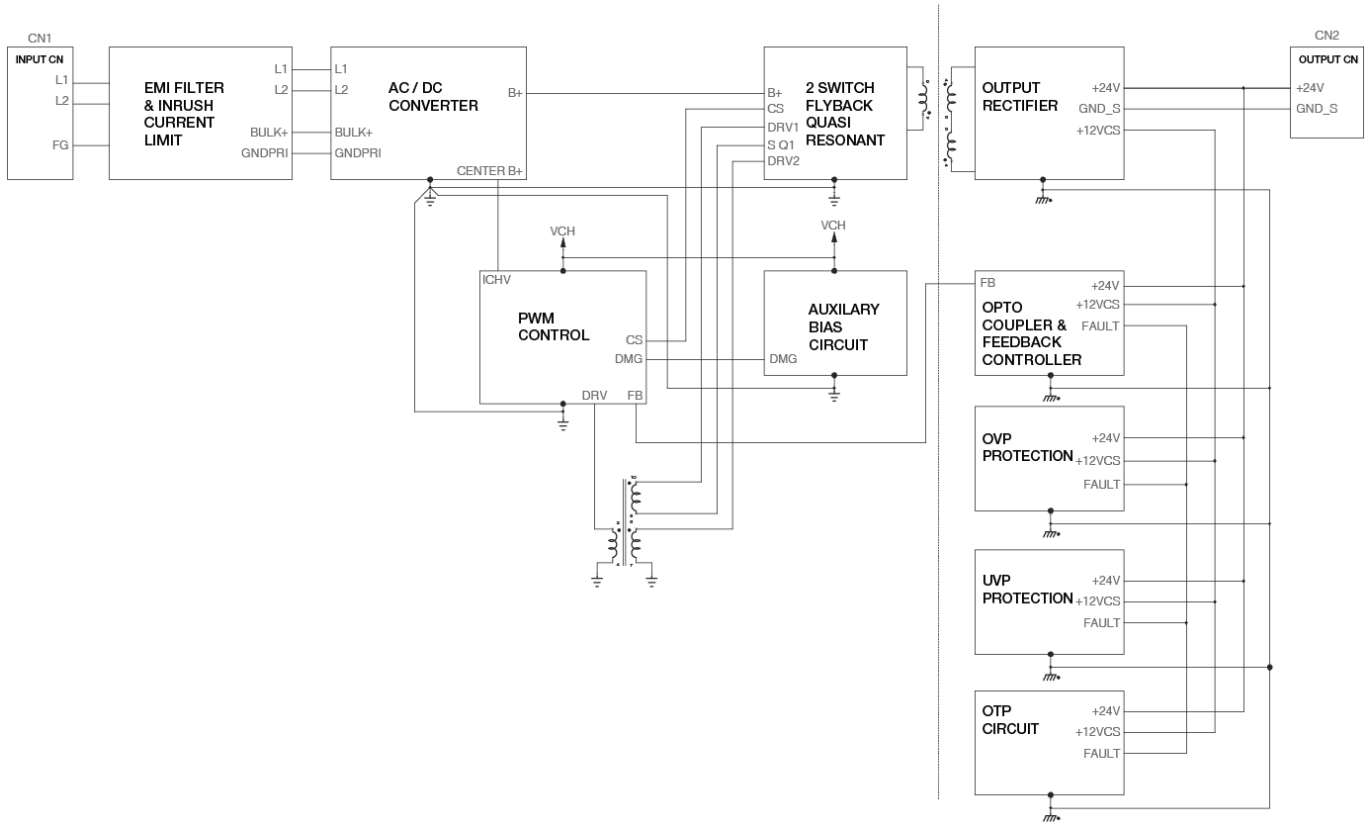 CN1
INPUT CN
L1
L2
FG
EMI FILTER
& INRUSH
CURRENT
LIMIT
L1
L2
BULK+
GNDPRI
L1
L2
BULK+
GNDPRI
AC / DC
CONVERTER
B+
CENTER B+
B+
CS
DRV1
S Q1
DRV2
2 SWITCH
FLYBACK
QUASI
RESONANT
OUTPUT
RECTIFIER
+24V
GND_S
+12VCS
CN2
OUTPUT CN
+24V
GND_S
VCH
VCH
ICHV
PWM
CONTROL
CS
DMG
DRV
FB
AUXILARY
BIAS
CIRCUIT
DMG
FB
OPTO
COUPLER &
FEEDBACK
CONTROLLER
+24V
+12VCS
FAULT
OVP
PROTECTION
+24V
+12VCS
FAULT
UVP
PROTECTION
+24V
+12VCS
FAULT
OTP
CIRCUIT
+24V
+12VCS
FAULT